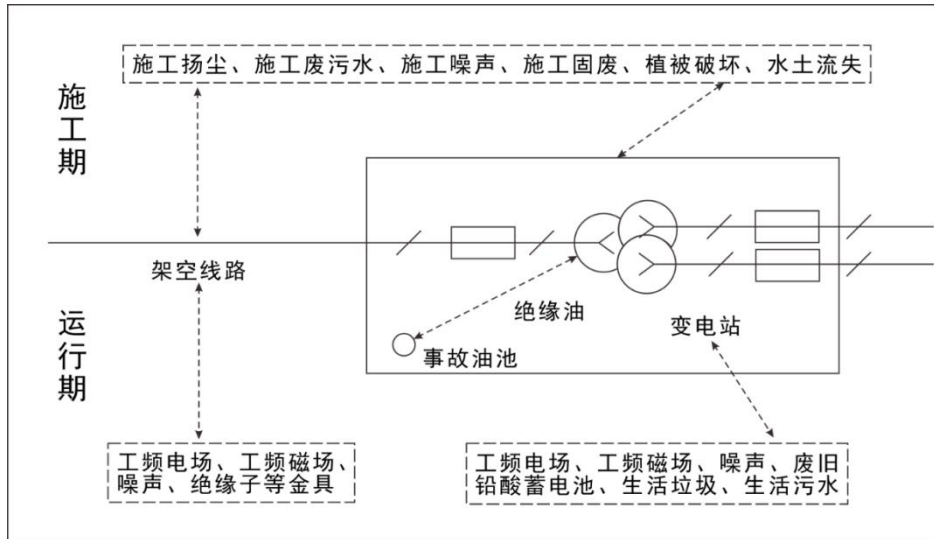 施工扬尘、施工废污水、施工噪声、施工固废、植被破坏、水土流失
施工期
架空线路
绝缘油
变电站
事故油池
运行期
工频电场、工频磁场、
噪声、绝缘子等金具
工频电场、工频磁场、噪声、废旧
铅酸蓄电池、生活垃圾、生活污水